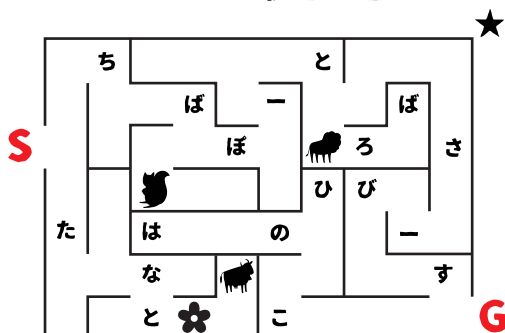 ★
ち と
ば ー ば
S ぽ ろ さ
ひ び
た は の ー
な す
と こ G